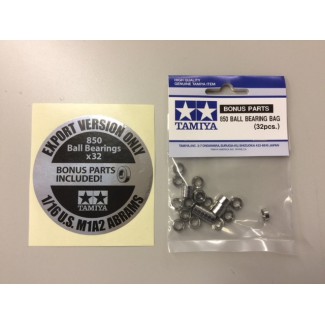 EXPORT VERSION ONLY
850
Ball Bearings
x32
BONUS PARTS
INCLUDED!
TAMIYA
1/16 U.S. M1A2 ABRAMS
HIGH QUALITY
GENUINE TAMIYA ITEM
TAMIYA
BONUS PARTS
850 BALL BEARING BAG
(32pcs.)